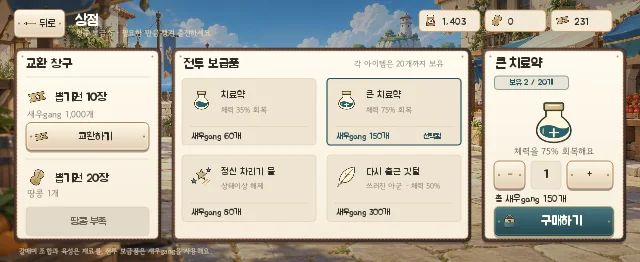 뒤로
상점
1,403
0
231
교환 창구
뽑기권 10장
새우gang 1,000개
교환하기
뽑기권 20장
땅콩 1개
땅콩 부족
전투 보급품
각 아이템은 20개까지 보유
치료약
체력 35% 회복
새우gang 60개
큰 치료약
체력 75% 회복
새우gang 150개
선택됨
정신 차리기 물
상태이상 해제
새우gang 80개
다시 출근 깃털
쓰러진 아군 · 체력 50%
새우gang 300개
큰 치료약
보유 2 / 20개
체력을 75% 회복해요
-
1
+
총 새우gang 150개
구매하기